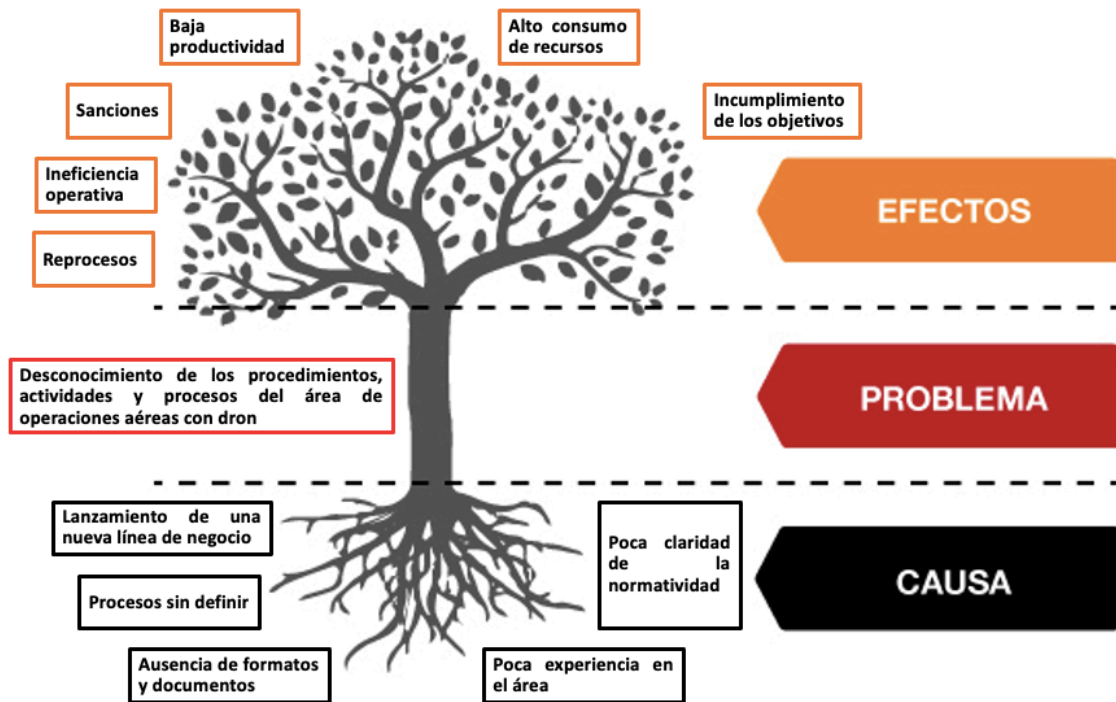 Baja
productividad
Alto consumo
de recursos
Sanciones
Incumplimiento
de los objetivos
Ineficiencia
operativa
Reprocesos
EFECTOS
Desconocimiento de los procedimientos,
actividades y procesos del área de
operaciones aéreas con dron
PROBLEMA
Lanzamiento de una
nueva línea de negocio
Poca claridad
de la
normatividad
Procesos sin definir
CAUSA
Ausencia de formatos
y documentos
Poca experiencia en
el área